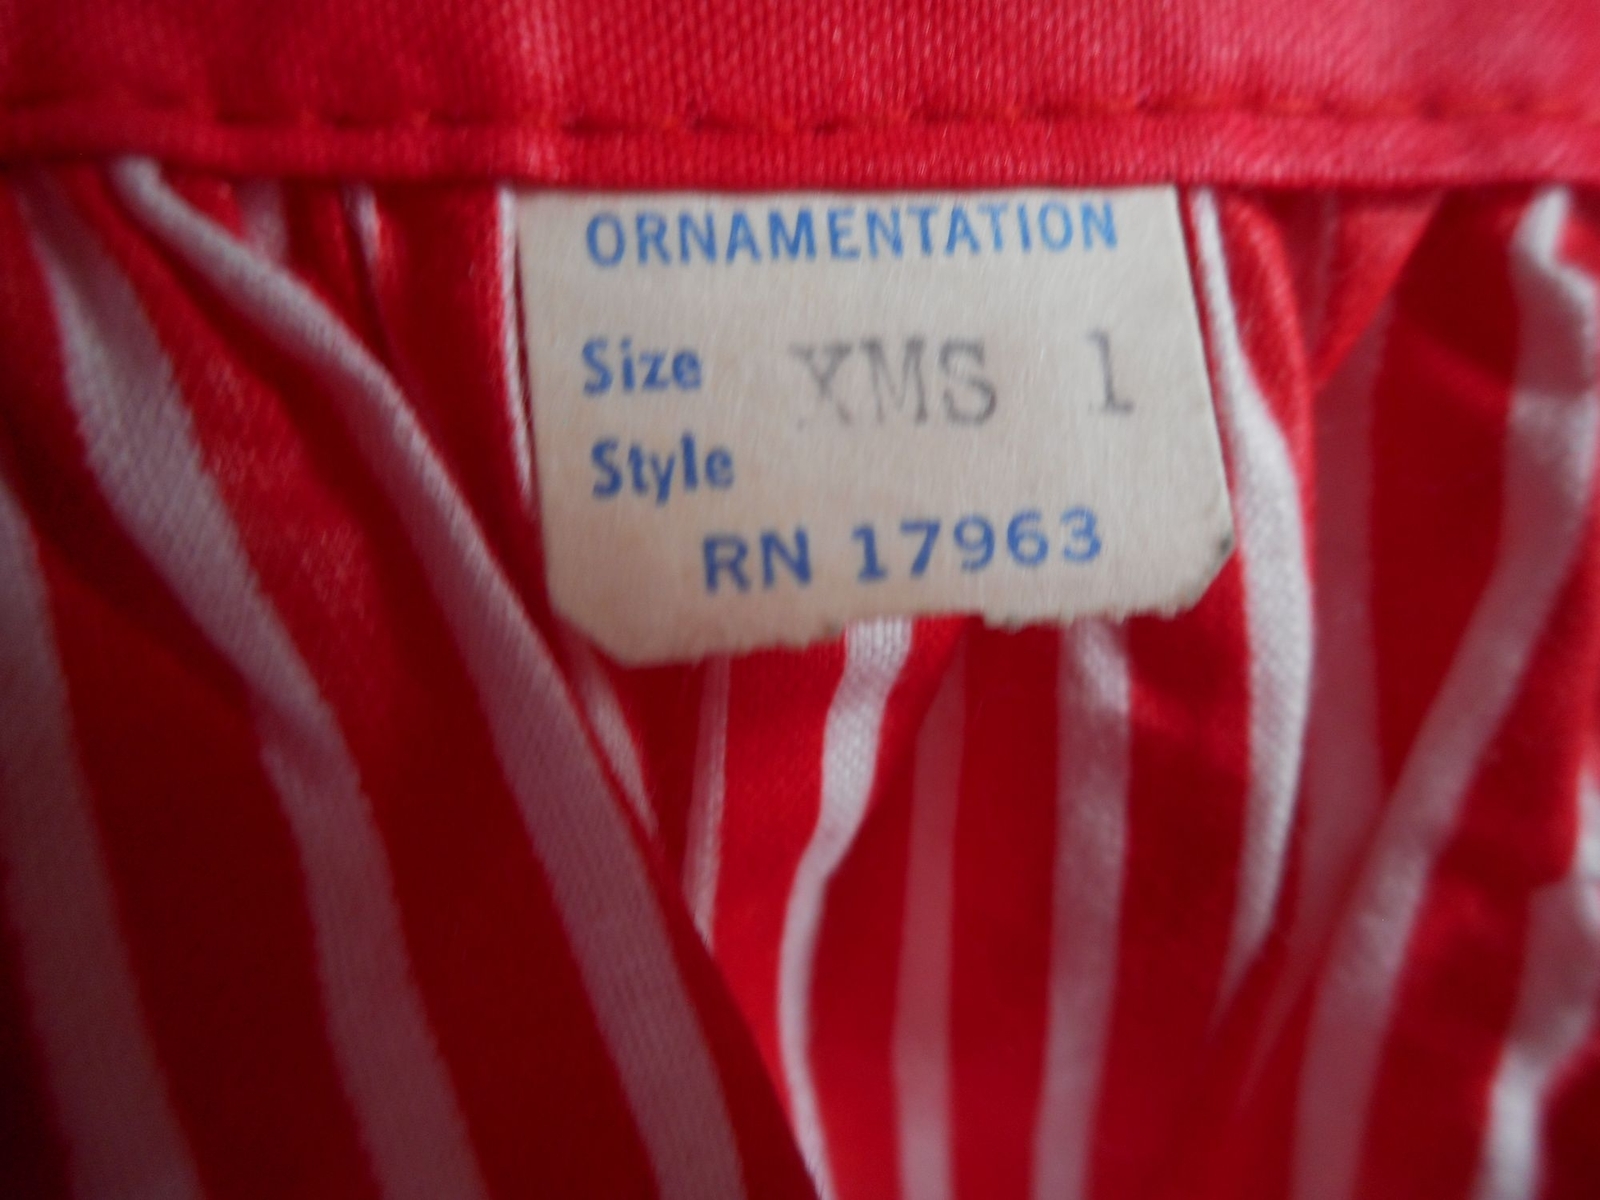 ORNAMENTATION
Size XMS 1
Style
RN 17963